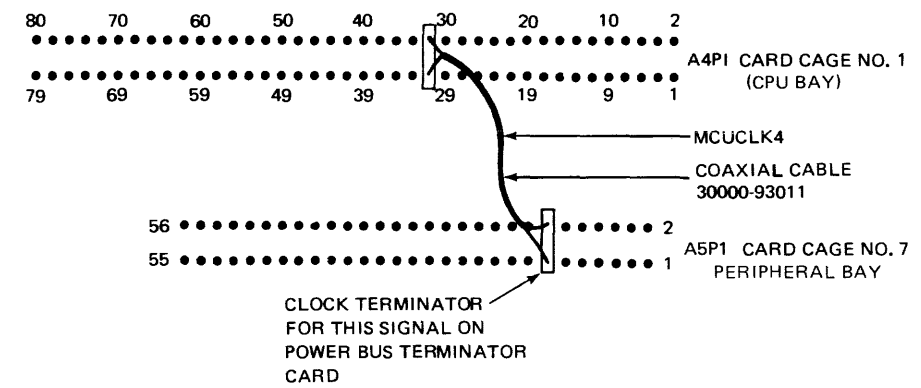 80 70 60 50 40 30 20 10 2
A4P1 CARD CAGE NO. 1
(CPU BAY)
79 69 59 49 39 29 19 9 1
MCUCLK4
COAXIAL CABLE
30000-93011
56 2
A5P1 CARD CAGE NO. 7
55 1
PERIPHERAL BAY
CLOCK TERMINATOR
FOR THIS SIGNAL ON
POWER BUS TERMINATOR
CARD